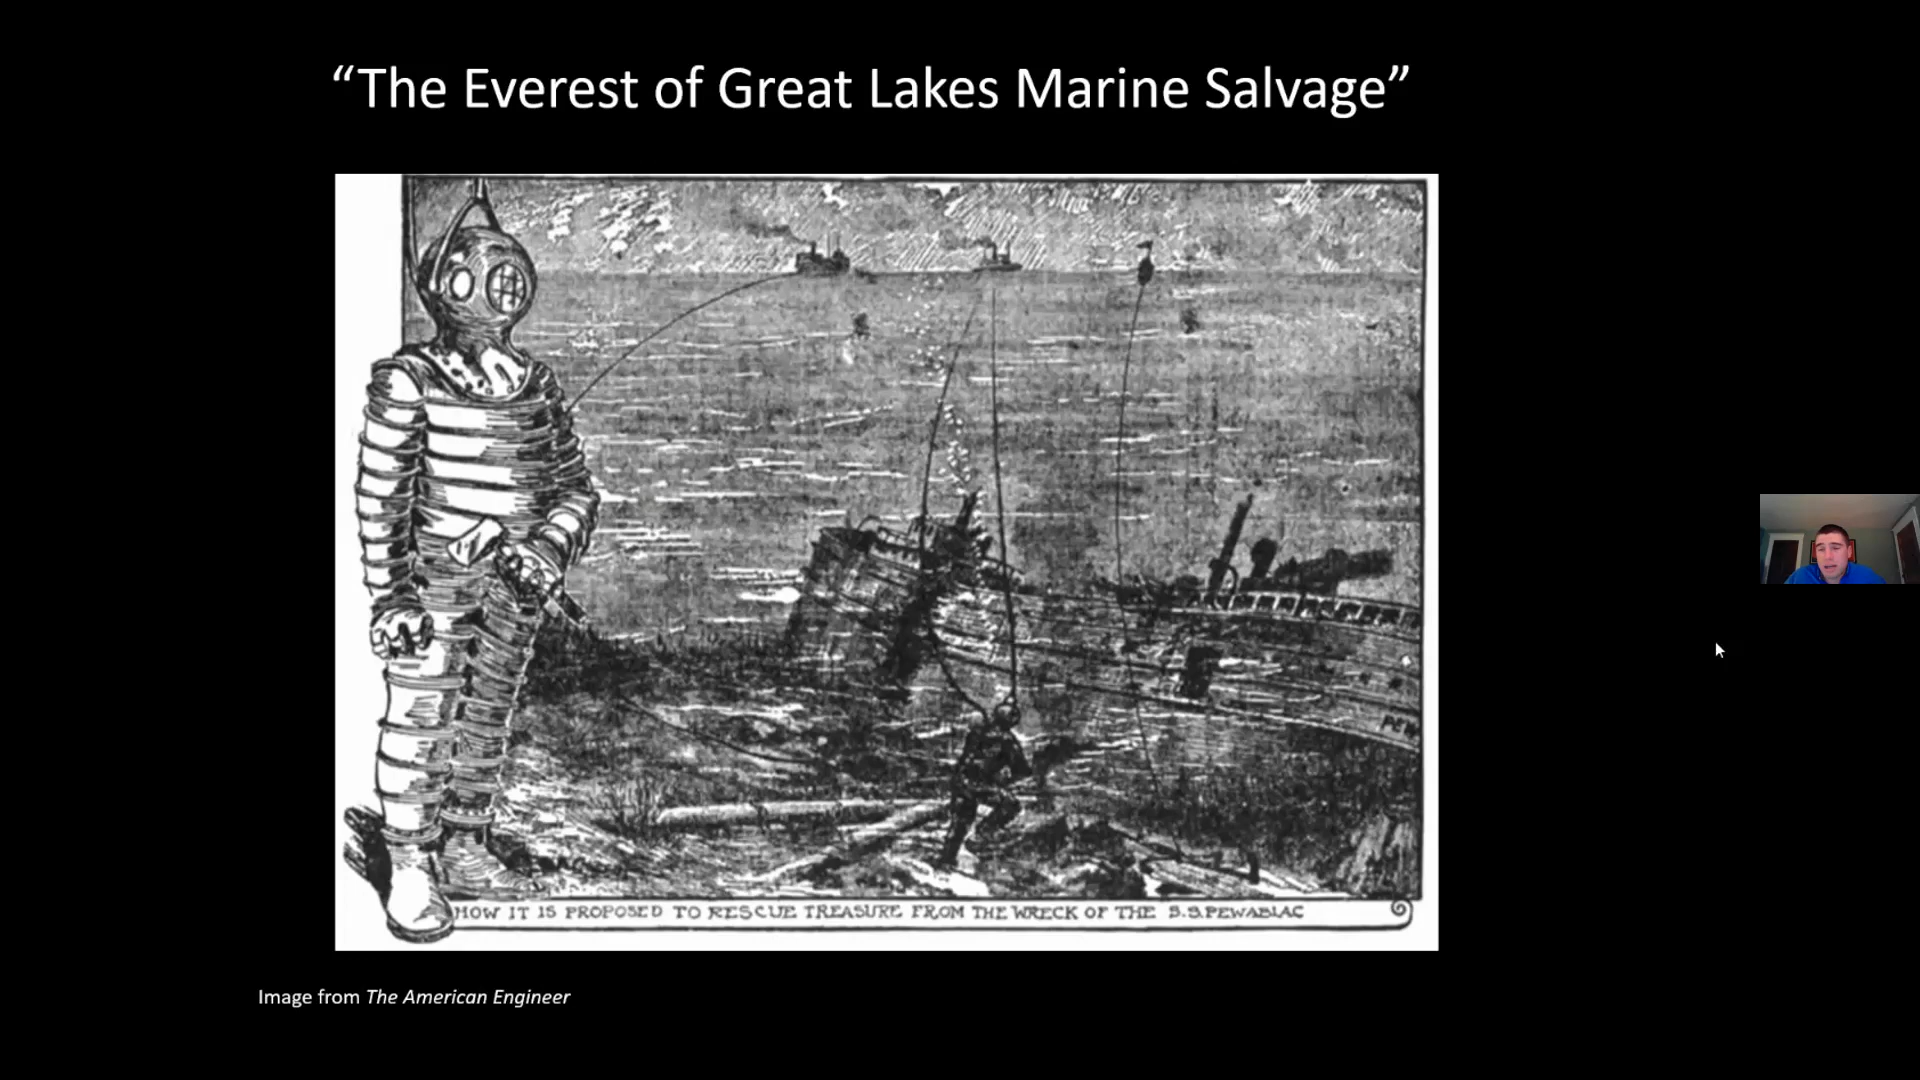 “The Everest of Great Lakes Marine Salvage”
PEW
HOW IT IS PROPOSED TO RESCUE TREASURE FROM THE WRECK OF THE S.S. PEWABIAC
Image from The American Engineer